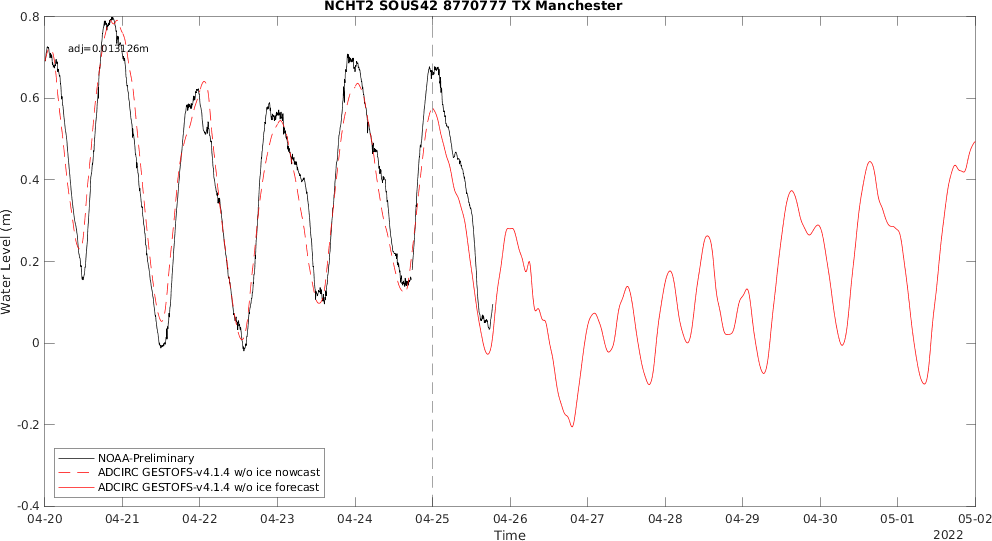 NCHT2 SOUS42 8770777 TX Manchester
adj=0.013126m
0.8
0.6
0.4
0.2
0
-0.2
-0.4
Water Level (m)
NOAA-Preliminary
ADCIRC GESTOFS-v4.1.4 w/o ice nowcast
ADCIRC GESTOFS-v4.1.4 w/o ice forecast
04-20 04-21 04-22 04-23 04-24 04-25 04-26 04-27 04-28 04-29 04-30 05-01 05-02
Time
2022